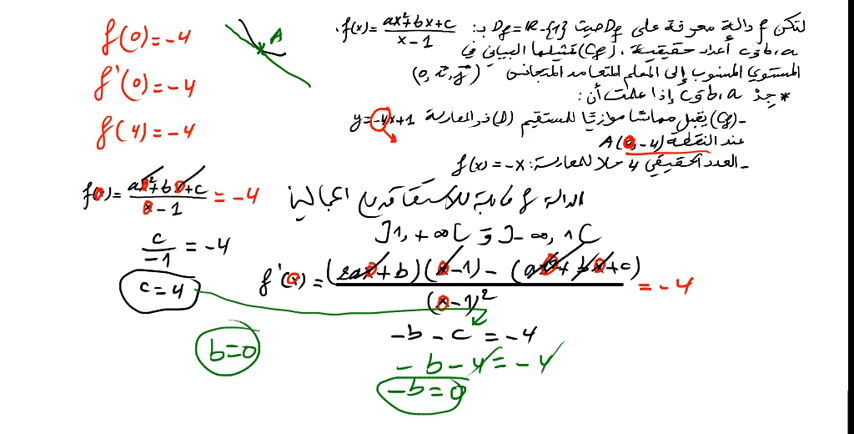 لتكن f دالة معرفة على Df حيث Df = ℝ - {1} بـ: f(x) = (ax²+bx+c)/(x-1).
a، b و c أعداد حقيقية، (Cf) تمثيلها البياني في
المستوي المنسوب إلى المعلم المتعامد المتجانس (o, i⃗, j⃗)
* جد a، b و c إذا علمت أن:
- (Cf) يقبل مماسا موازيا للمستقيم (D) ذو المعادلة y = -4x+1
عند النقطة A(0, -4)
- العدد الحقيقي 4 حلا للمعادلة: f(x) = -x
f(0) = -4
f'(0) = -4
f(4) = -4
A
الدالة f قابلة للاشتقاق على المجالين
]1, +∞[ و ]-∞, 1[
f(0) = (a0²+b0+c)/(0-1) = -4
c/-1 = -4
c = 4
f'(0) = ((2a0+b)(0-1) - (a0²+b0+c))/(0-1)² = -4
-b - c = -4
-b - 4 = -4
-b = 0
b = 0